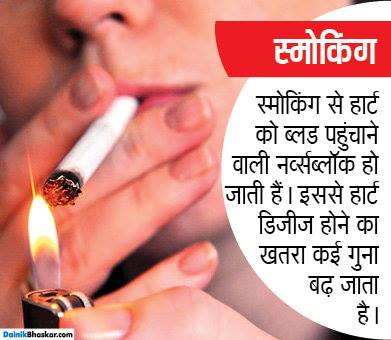 स्मोकिंग
स्मोकिंग से हार्ट
को ब्लड पहुंचाने
वाली नर्व्सब्लॉक हो
जाती हैं। इससे हार्ट
डिजीज होने का
खतरा कई गुना
बढ़ जाता
है।
DainikBhaskar.com